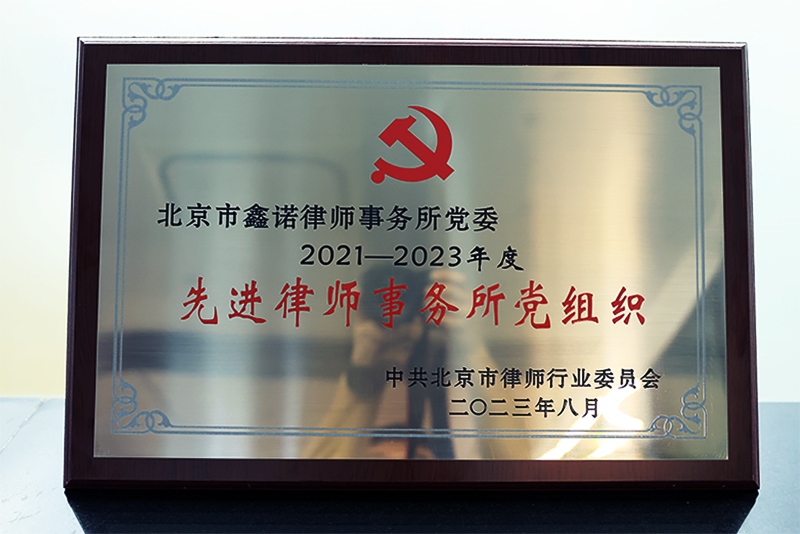 北京市鑫诺律师事务所党委
2021—2023年度
先进律师事务所党组织
中共北京市律师行业委员会
二〇二三年八月